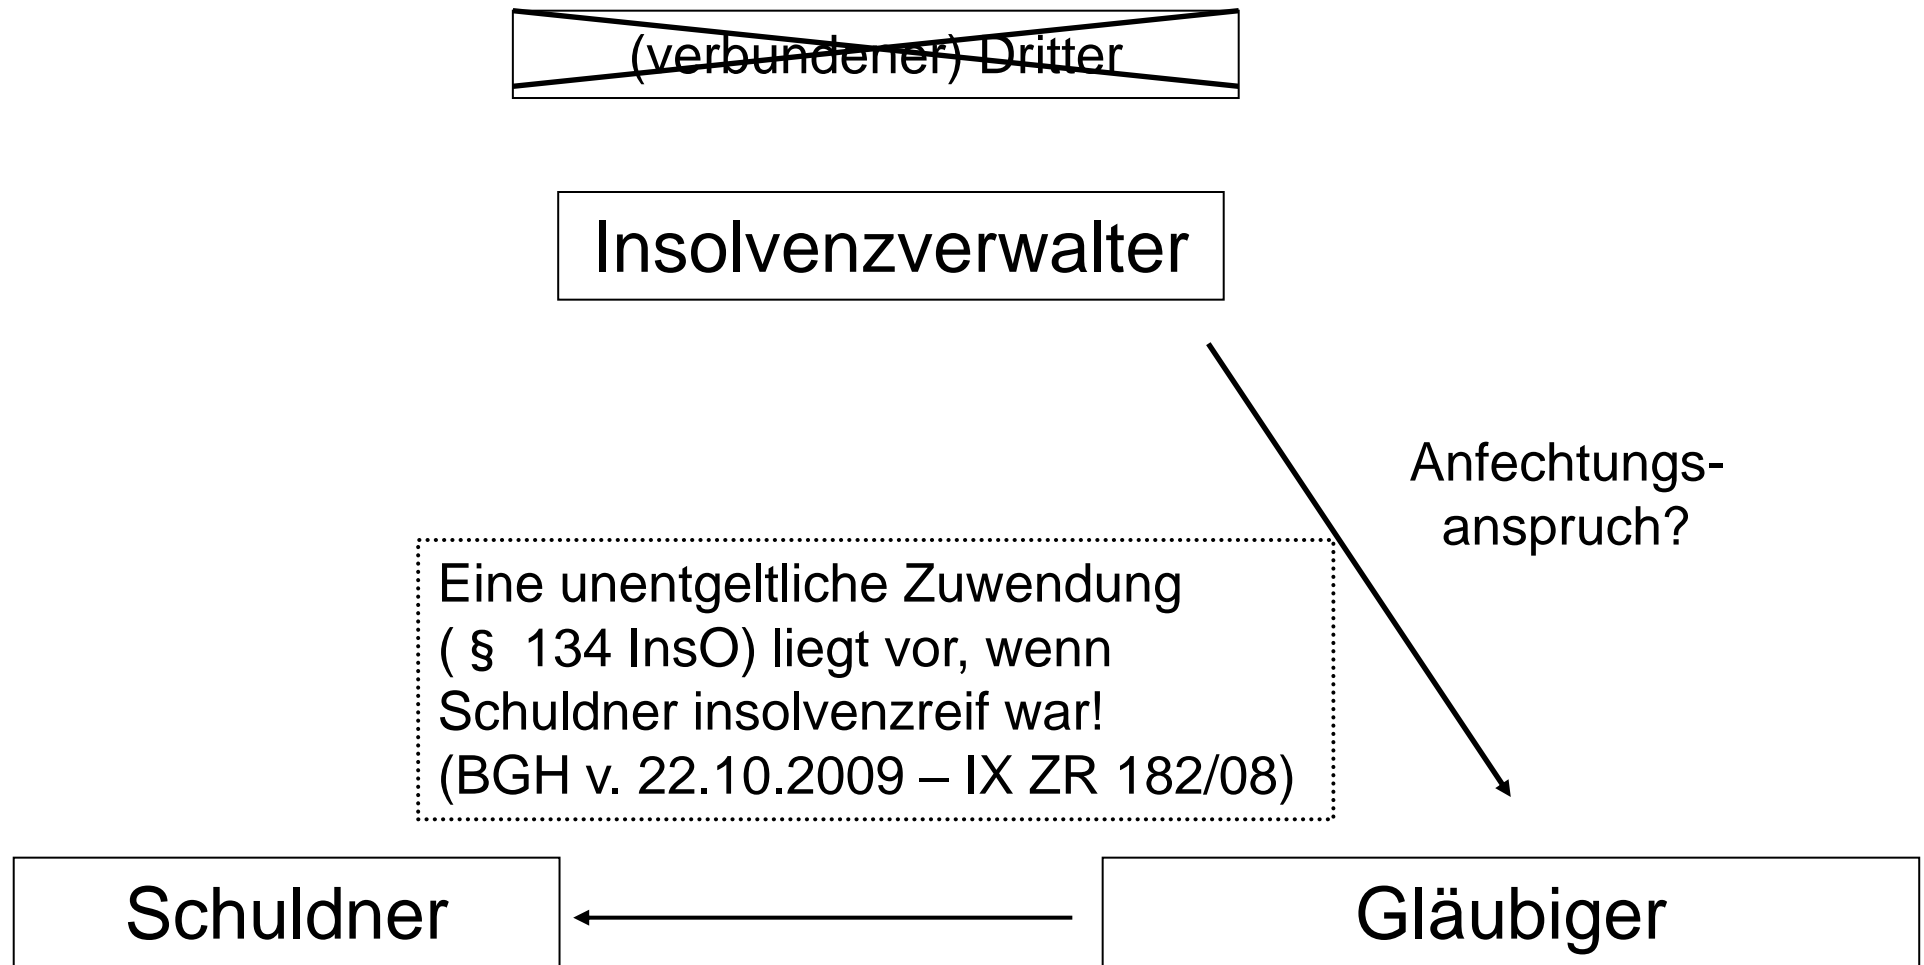 (verbundener) Dritter
Insolvenzverwalter
Anfechtungs-
anspruch?
Eine unentgeltliche Zuwendung
( § 134 InsO) liegt vor, wenn
Schuldner insolvenzreif war!
(BGH v. 22.10.2009 – IX ZR 182/08)
Schuldner
Gläubiger